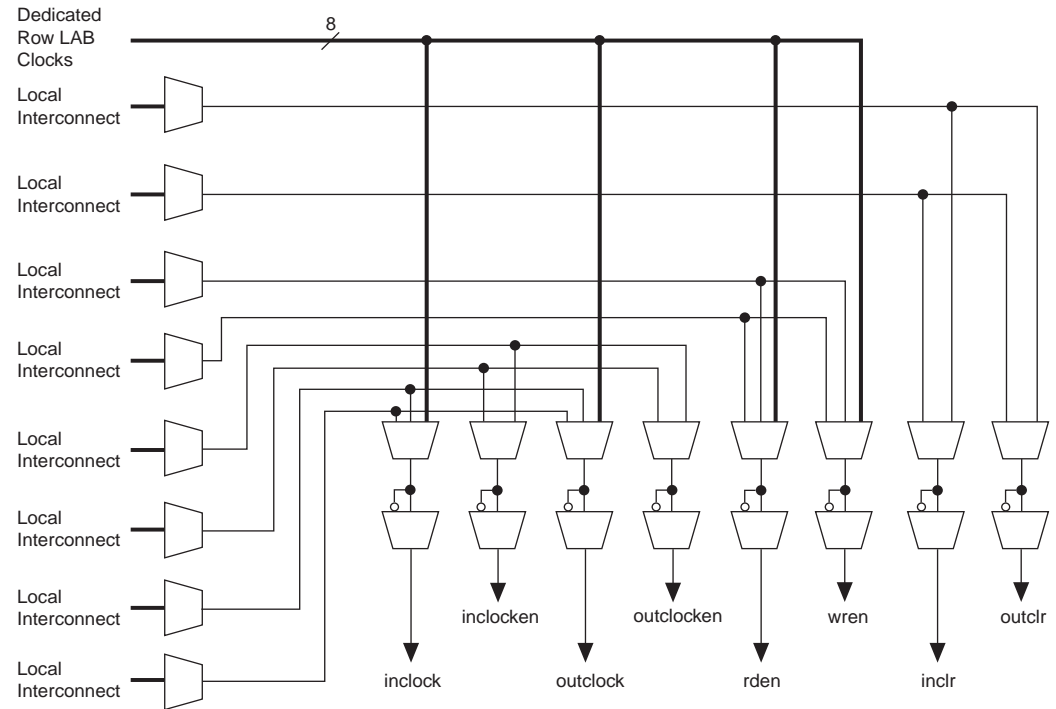 Dedicated
Row LAB
Clocks
8
Local
Interconnect
Local
Interconnect
Local
Interconnect
Local
Interconnect
Local
Interconnect
Local
Interconnect
Local
Interconnect
Local
Interconnect
inclocken
outclocken
wren
outclr
inclock
outclock
rden
inclr